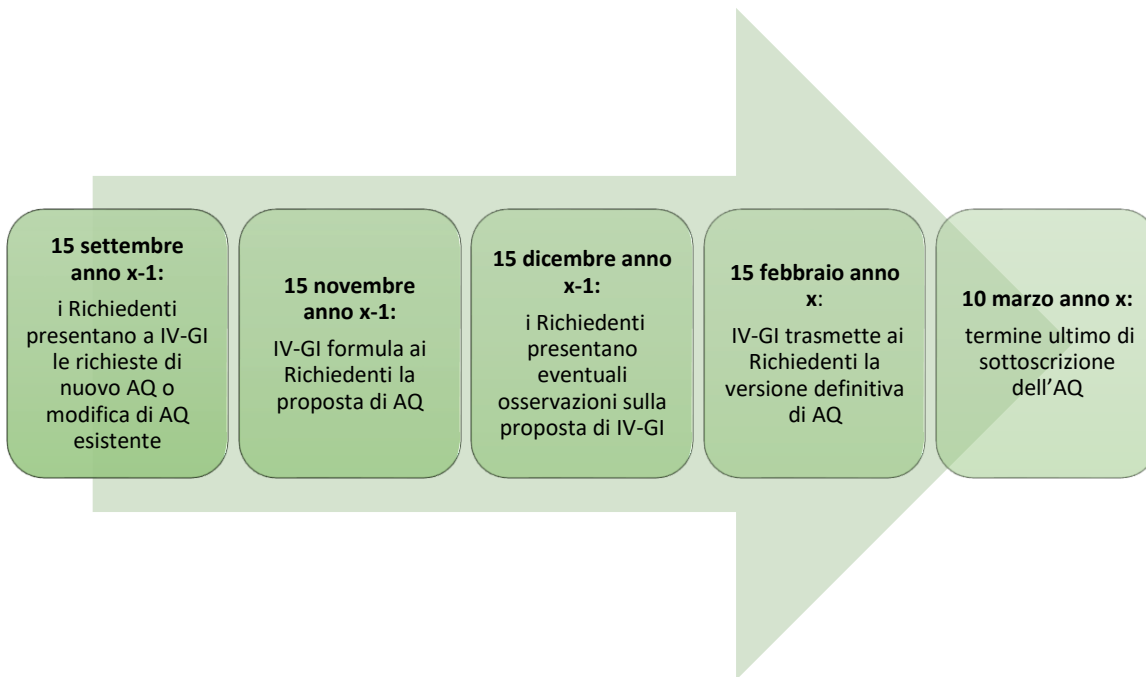 15 settembre
anno x-1:
i Richiedenti
presentano a IV-GI
le richieste di
nuovo AQ o
modifica di AQ
esistente
15 novembre
anno x-1:
IV-GI formula ai
Richiedenti la
proposta di AQ
15 dicembre anno
x-1:
i Richiedenti
presentano
eventuali
osservazioni sulla
proposta di IV-GI
15 febbraio anno
x:
IV-GI trasmette ai
Richiedenti la
versione definitiva
di AQ
10 marzo anno x:
termine ultimo di
sottoscrizione
dell’AQ